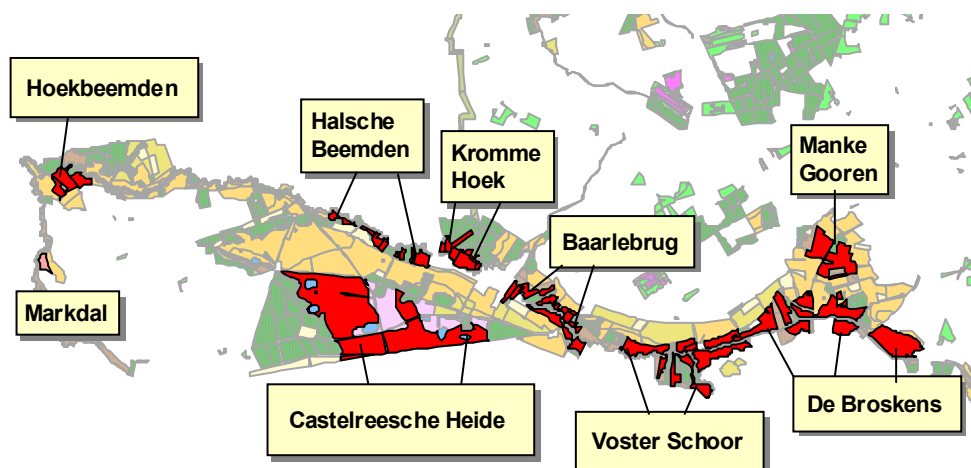 Hoekbeemden
Halsche
Beemden
Kromme
Hoek
Manke
Gooren
Baarlebrug
Markdal
Castelreesche Heide
Voster Schoor
De Broskens